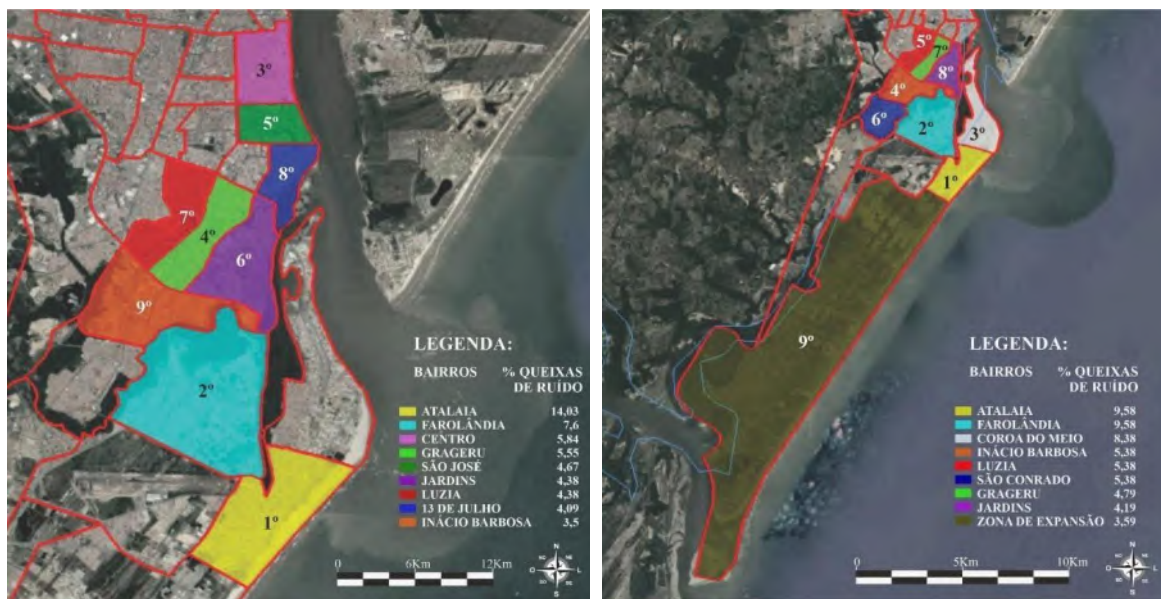 3º
5º
8º
7º
4º
6º
9º
2º
1º
LEGENDA:
BAIRROS % QUEIXAS
DE RUÍDO
ATALAIA 14,03
FAROLÂNDIA 7,6
CENTRO 5,84
GRAGERU 5,55
SÃO JOSÉ 4,67
JARDINS 4,38
LUZIA 4,38
13 DE JULHO 4,09
INÁCIO BARBOSA 3,5
0 6Km 12Km
N
O L
S
5º
7º
8º
4º
6º
2º
3º
1º
9º
LEGENDA:
BAIRROS % QUEIXAS
DE RUÍDO
ATALAIA 9,58
FAROLÂNDIA 9,58
COROA DO MEIO 8,38
INÁCIO BARBOSA 5,38
LUZIA 5,38
SÃO CONRADO 5,38
GRAGERU 4,79
JARDINS 4,19
ZONA DE EXPANSÃO 3,59
0 5Km 10Km
N
O L
S